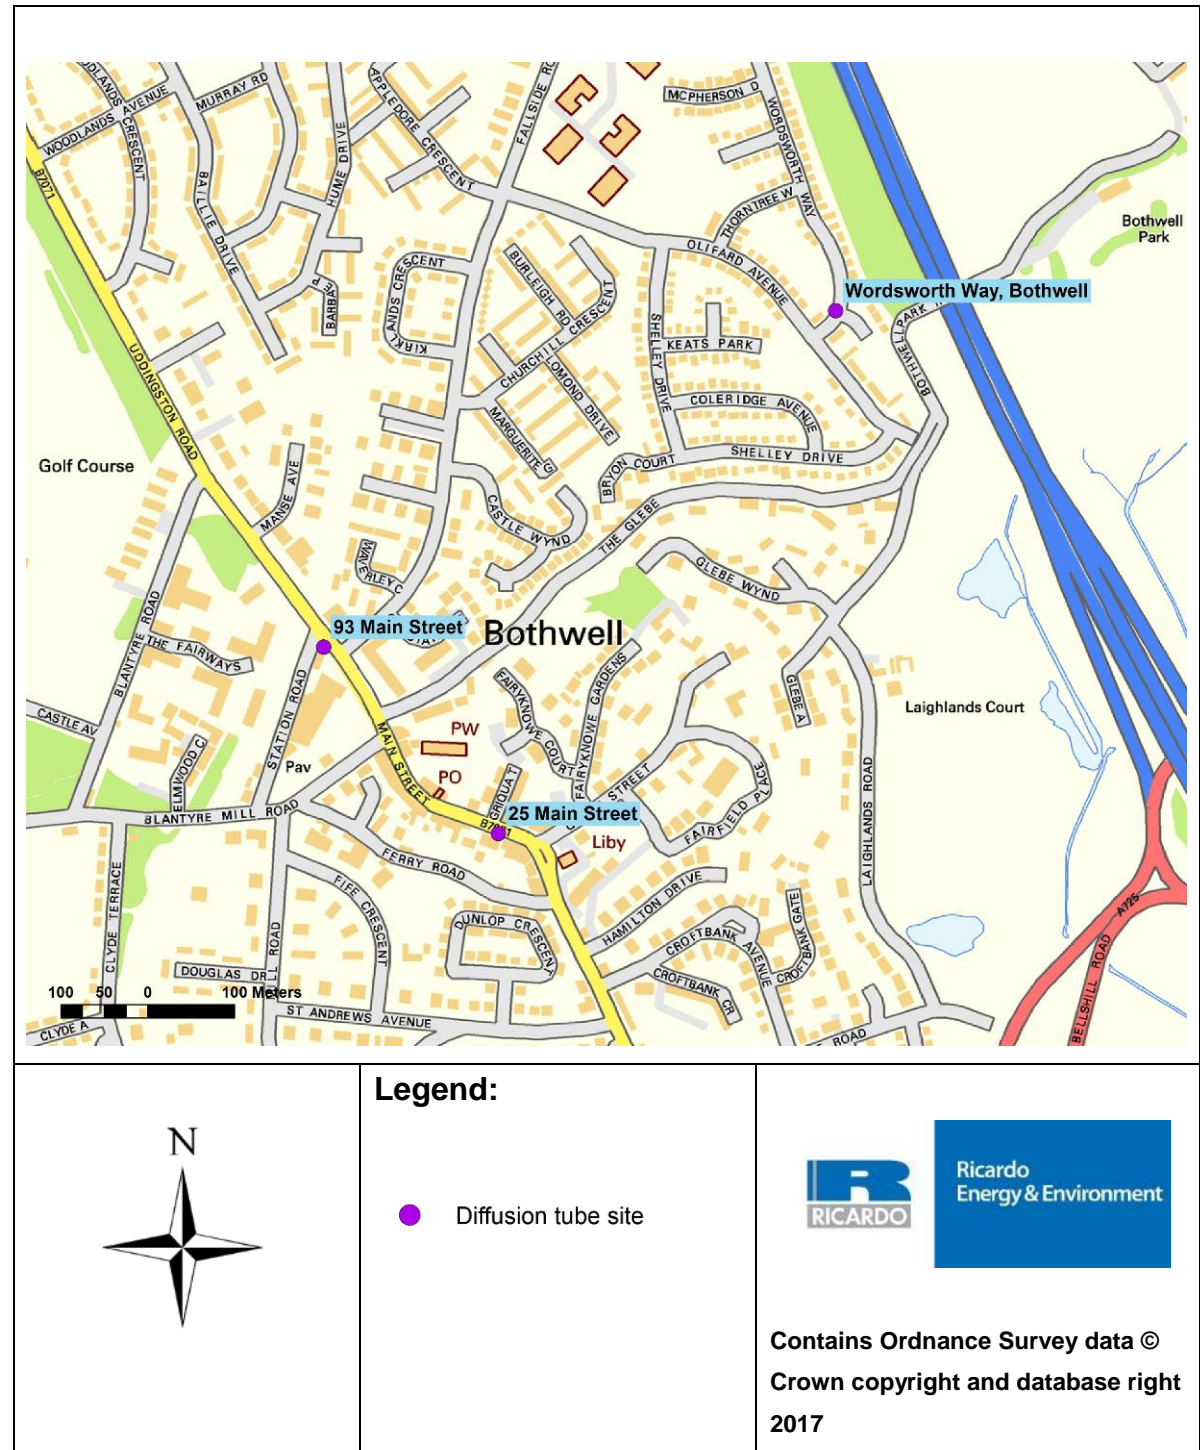 MCPHERSON D
WOODLANDS AVENUE
CRESCENT
MURRAY RD
APPLEDORE CRESCENT
FALLSIDE
WORDSWORTH WAY
HUME DRIVE
BAILLIE DRIVE
B7071
THORNTREE W
Bothwell
Park
OLIFARD AVENUE
Wordsworth Way, Bothwell
KIRKLANDS CRESCENT
KIRK
BURLEIGH RD
CHURCHILL CRESCENT
SHELLEY DRIVE
KEATS PARK
BOTHWELLPARK
UDDINGSTON ROAD
LOMOND DRIVE
COLERIDGE AVENUE
MARGUERITE G
SHELLEY DRIVE
BRYON COURT
Golf Course
MANSE AVE
CASTLE WYND
THE GLEBE
WAVERLEY C
GLEBE WYND
93 Main Street
Bothwell
BLANTYRE ROAD
THE FAIRWAYS
STATION ROAD
FAIRYKNOWE COURT
FAIRYKNOWE GARDENS
GLEBE A
Laighlands Court
CASTLE AV
ELMWOOD C
MAIN STREET
PW
Pav
PO
GRIQUA T
STREET
FAIRFIELD PLACE
25 Main Street
BLANTYRE MILL ROAD
Liby
LAIGHLANDS ROAD
FERRY ROAD
FIFE CRESCENT
CLYDE TERRACE
HAMILTON DRIVE
DUNLOP CRESCENT
CROFTBANK AVENUE
CROFTBANK GATE
CROFTBANK CR
A725
BELLSHILL ROAD
DOUGLAS DR
MILL ROAD
100 50 0 100 Meters
ST ANDREWS AVENUE
CLYDE A
ROAD
N
Legend:
Diffusion tube site
RICARDO
Ricardo
Energy & Environment
Contains Ordnance Survey data ©
Crown copyright and database right
2017